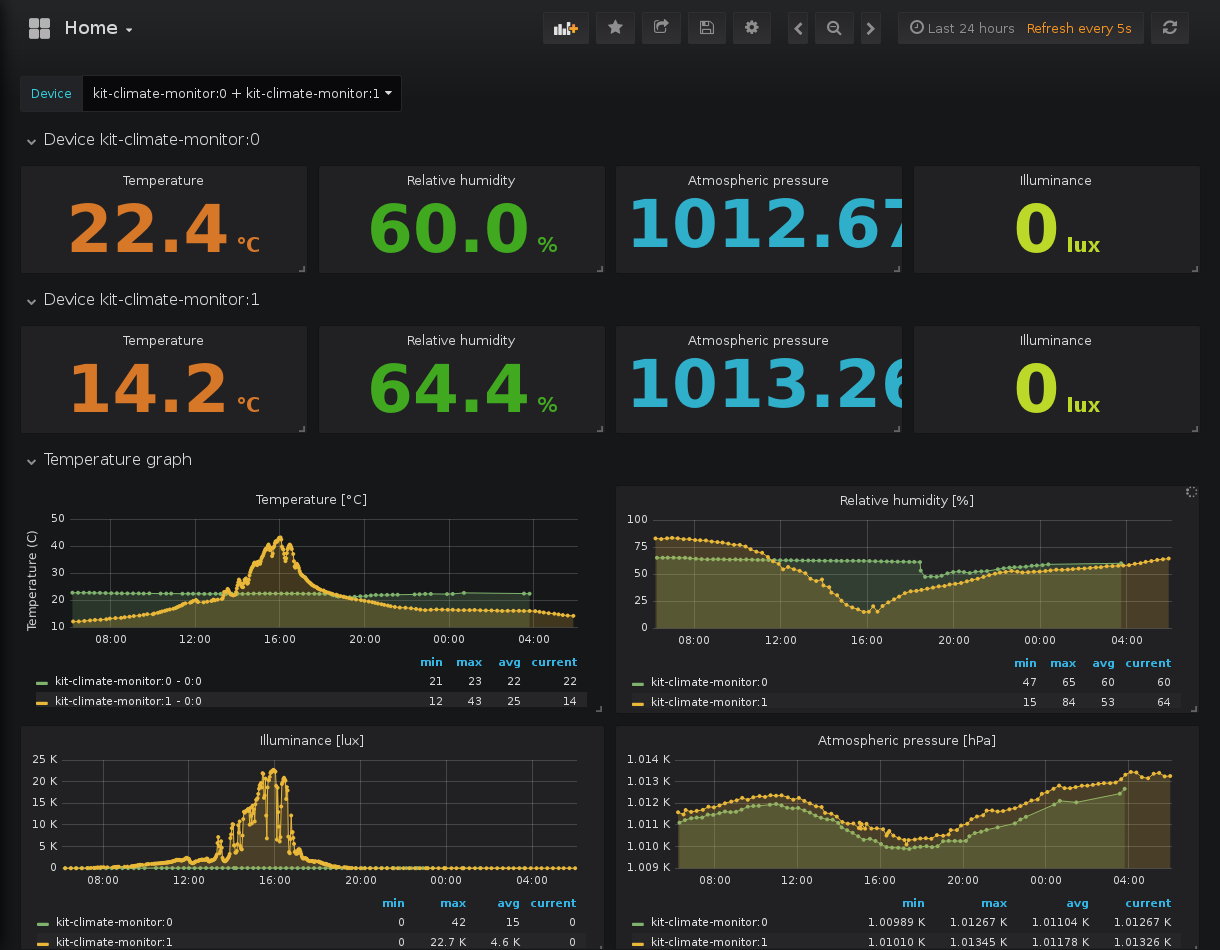 Home
Last 24 hours Refresh every 5s
Device kit-climate-monitor:0 + kit-climate-monitor:1
Device kit-climate-monitor:0
Temperature Relative humidity Atmospheric pressure Illuminance
22.4 °C 60.0 % 1012.67 0 lux
Device kit-climate-monitor:1
Temperature Relative humidity Atmospheric pressure Illuminance
14.2 °C 64.4 % 1013.26 0 lux
Temperature graph
Temperature [°C]
Temperature (C)
50
40
30
20
10
08:00 12:00 16:00 20:00 00:00 04:00
min max avg current
kit-climate-monitor:0 - 0:0 21 23 22 22
kit-climate-monitor:1 - 0:0 12 43 25 14
Relative humidity [%]
100
75
50
25
0
08:00 12:00 16:00 20:00 00:00 04:00
min max avg current
kit-climate-monitor:0 47 65 60 60
kit-climate-monitor:1 15 84 53 64
Illuminance [lux]
25 K
20 K
15 K
10 K
5 K
0
08:00 12:00 16:00 20:00 00:00 04:00
min max avg current
kit-climate-monitor:0 0 42 15 0
kit-climate-monitor:1 0 22.7 K 4.6 K 0
Atmospheric pressure [hPa]
1.014 K
1.013 K
1.012 K
1.011 K
1.010 K
1.009 K
08:00 12:00 16:00 20:00 00:00 04:00
min max avg current
kit-climate-monitor:0 1.00989 K 1.01267 K 1.01104 K 1.01267 K
kit-climate-monitor:1 1.01010 K 1.01345 K 1.01178 K 1.01326 K